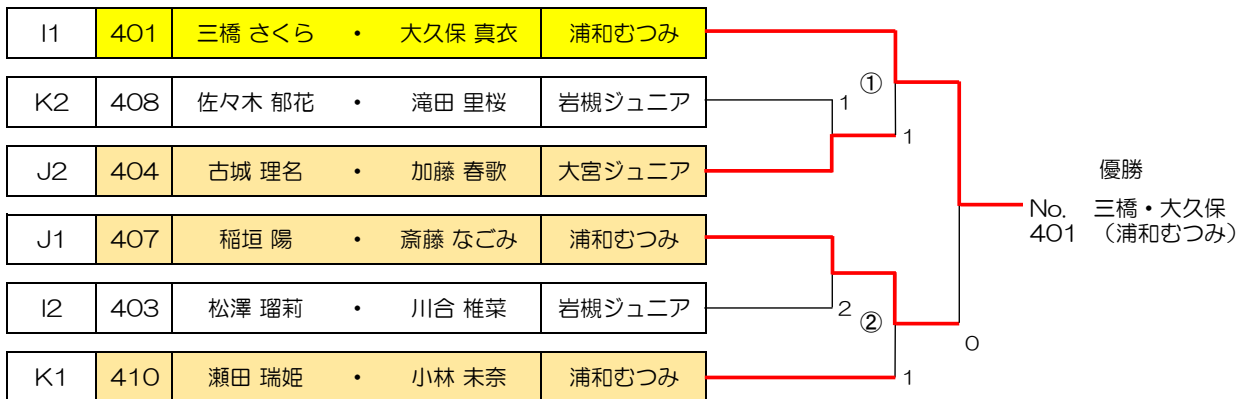 I1 401 三橋 さくら ・ 大久保 真衣 浦和むつみ
①
K2 408 佐々木 郁花 ・ 滝田 里桜 岩槻ジュニア 1
1
J2 404 古城 理名 ・ 加藤 春歌 大宮ジュニア
優勝
No. 三橋・大久保
401 （浦和むつみ）
J1 407 稲垣 陽 ・ 斎藤 なごみ 浦和むつみ
I2 403 松澤 瑠莉 ・ 川合 椎菜 岩槻ジュニア 2
②
0
K1 410 瀬田 瑞姫 ・ 小林 未奈 浦和むつみ 1